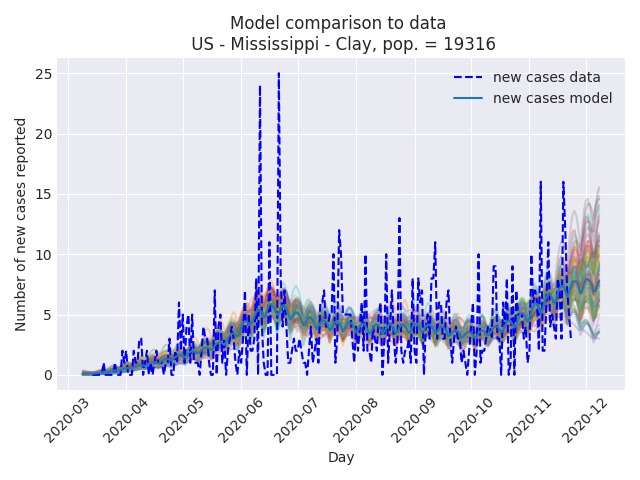 Model comparison to data
US - Mississippi - Clay, pop. = 19316
new cases data
new cases model
Number of new cases reported
25
20
15
10
5
0
2020-03
2020-04
2020-05
2020-06
2020-07
2020-08
2020-09
2020-10
2020-11
2020-12
Day